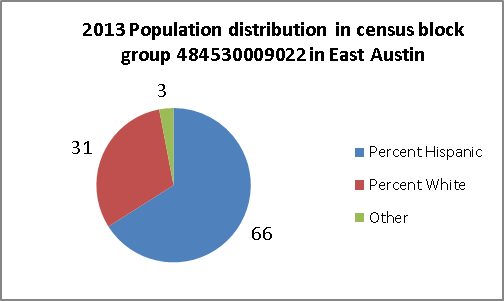 2013 Population distribution in census block
group 484530009022 in East Austin
3
31
66
Percent Hispanic
Percent White
Other